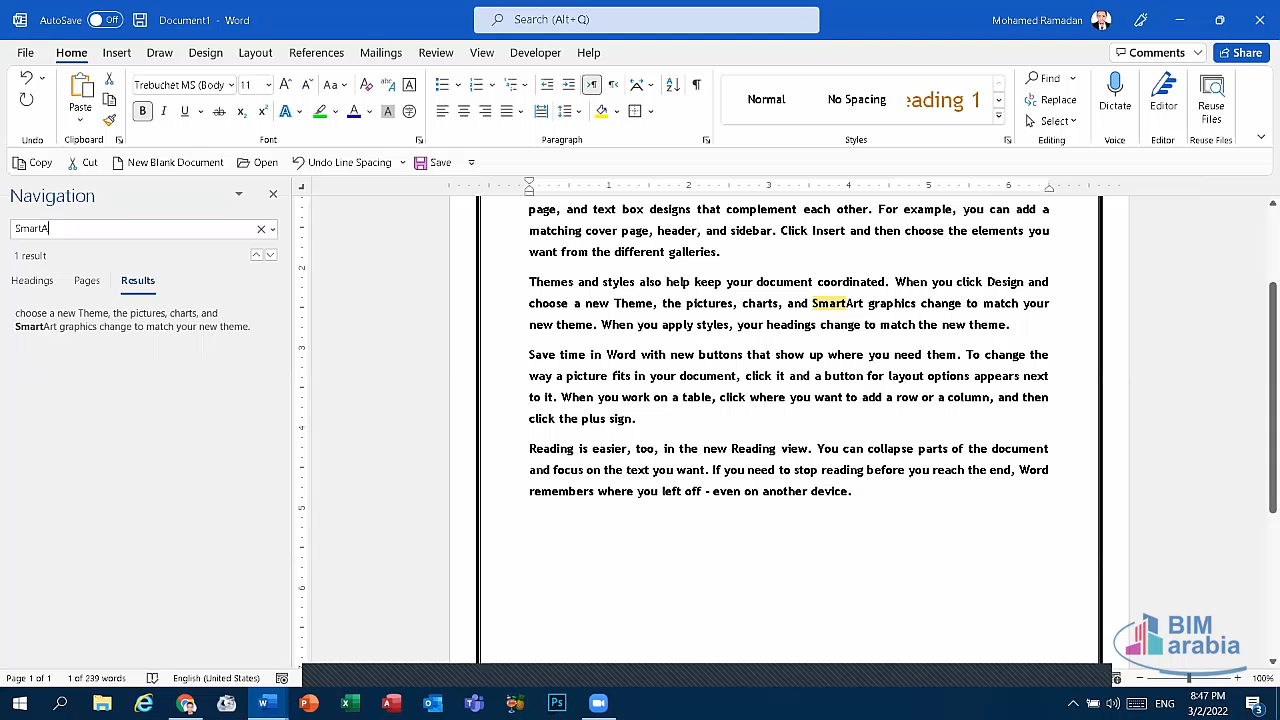 AutoSave Off Document1 - Word Search (Alt+Q) Mohamed Ramadan
File Home Insert Draw Design Layout References Mailings Review View Developer Help Comments Share
Trebuchet MS (Body 11 Normal No Spacing eading 1 Find
Paste Replace Dictate Editor Reuse Files
Select
Undo Clipboard Font Paragraph Styles Editing Voice Editor Reuse Files
Copy Cut New Blank Document Open Undo Line Spacing Save
Navigation
SmartA
1 result
Headings Pages Results
choose a new Theme, the pictures, charts, and
SmartArt graphics change to match your new theme.
1 2 3 4 5 6
page, and text box designs that complement each other. For example, you can add a
matching cover page, header, and sidebar. Click Insert and then choose the elements you
want from the different galleries.
Themes and styles also help keep your document coordinated. When you click Design and
choose a new Theme, the pictures, charts, and SmartArt graphics change to match your
new theme. When you apply styles, your headings change to match the new theme.
Save time in Word with new buttons that show up where you need them. To change the
way a picture fits in your document, click it and a button for layout options appears next
to it. When you work on a table, click where you want to add a row or a column, and then
click the plus sign.
Reading is easier, too, in the new Reading view. You can collapse parts of the document
and focus on the text you want. If you need to stop reading before you reach the end, Word
remembers where you left off - even on another device.
BIM
arabia
Page 1 of 1 1 of 239 words English (United States) 100%
ENG 8:47 PM
3/2/2022 3